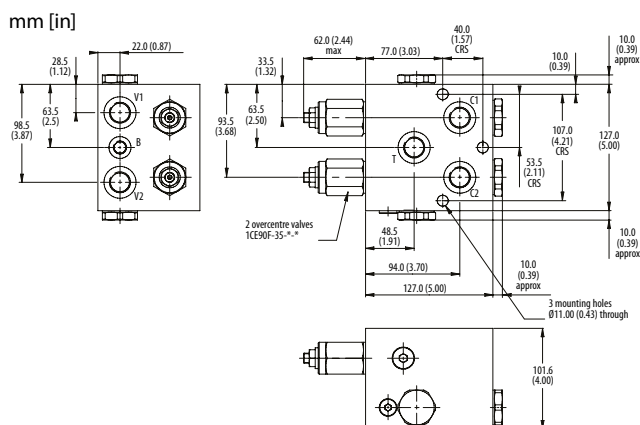 mm [in]
28.5
(1.12)
22.0 (0.87)
63.5
(2.5)
98.5
(3.87)
V1
B
V2
62.0 (2.44)
max
77.0 (3.03)
40.0
(1.57)
CRS
10.0
(0.39)
10.0
(0.39)
approx
33.5
(1.32)
63.5
(2.50)
93.5
(3.68)
C1
T
C2
107.0
(4.21)
CRS
127.0
(5.00)
53.5
(2.11)
CRS
2 overcentre valves
1CE90F-35-*-*
48.5
(1.91)
94.0 (3.70)
127.0 (5.00)
10.0
(0.39)
approx
10.0
(0.39)
approx
3 mounting holes
Ø11.00 (0.43) through
101.6
(4.00)